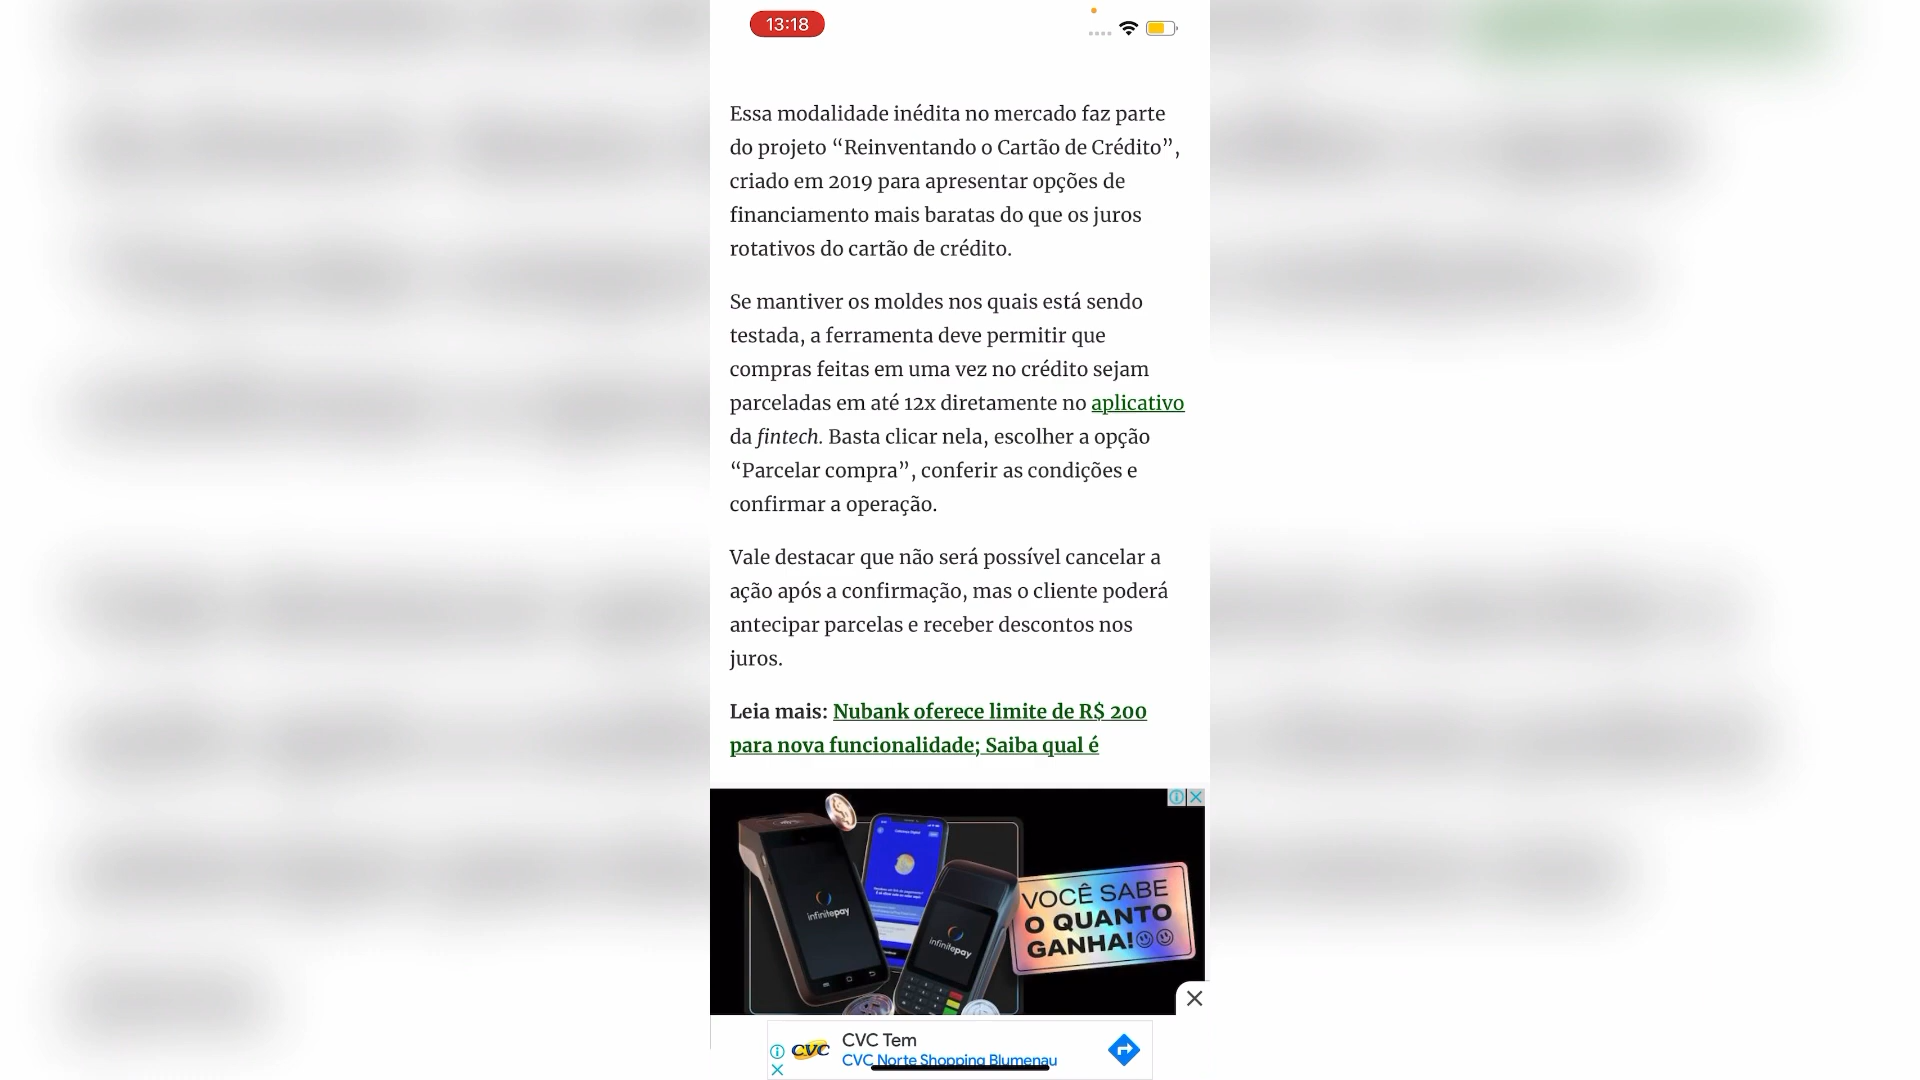 13:18
Essa modalidade inédita no mercado faz parte
do projeto “Reinventando o Cartão de Crédito”,
criado em 2019 para apresentar opções de
financiamento mais baratas do que os juros
rotativos do cartão de crédito.
Se mantiver os moldes nos quais está sendo
testada, a ferramenta deve permitir que
compras feitas em uma vez no crédito sejam
parceladas em até 12x diretamente no aplicativo
da fintech. Basta clicar nela, escolher a opção
“Parcelar compra”, conferir as condições e
confirmar a operação.
Vale destacar que não será possível cancelar a
ação após a confirmação, mas o cliente poderá
antecipar parcelas e receber descontos nos
juros.
Leia mais: Nubank oferece limite de R$ 200
para nova funcionalidade; Saiba qual é
infinitepay
infinitepay
VOCÊ SABE
O QUANTO
GANHA!
CVC
CVC Tem
CVC Norte Shopping Blumenau